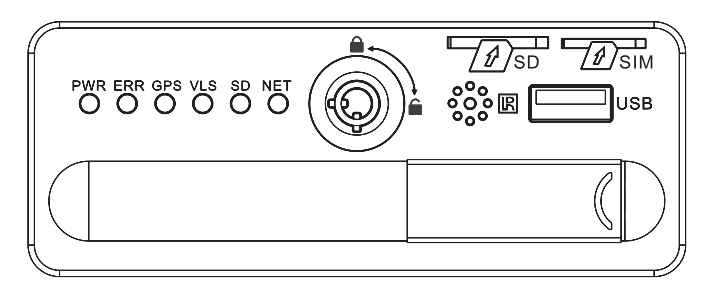 PWR ERR GPS VLS SD NET
SD
SIM
IR
USB